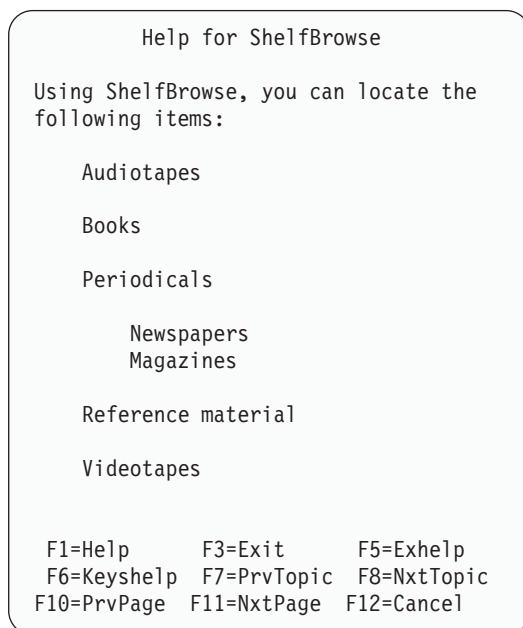 Help for ShelfBrowse
Using ShelfBrowse, you can locate the
following items:
Audiotapes
Books
Periodicals
Newspapers
Magazines
Reference material
Videotapes
F1=Help F3=Exit F5=Exhelp
F6=Keyshelp F7=PrvTopic F8=NxtTopic
F10=PrvPage F11=NxtPage F12=Cancel